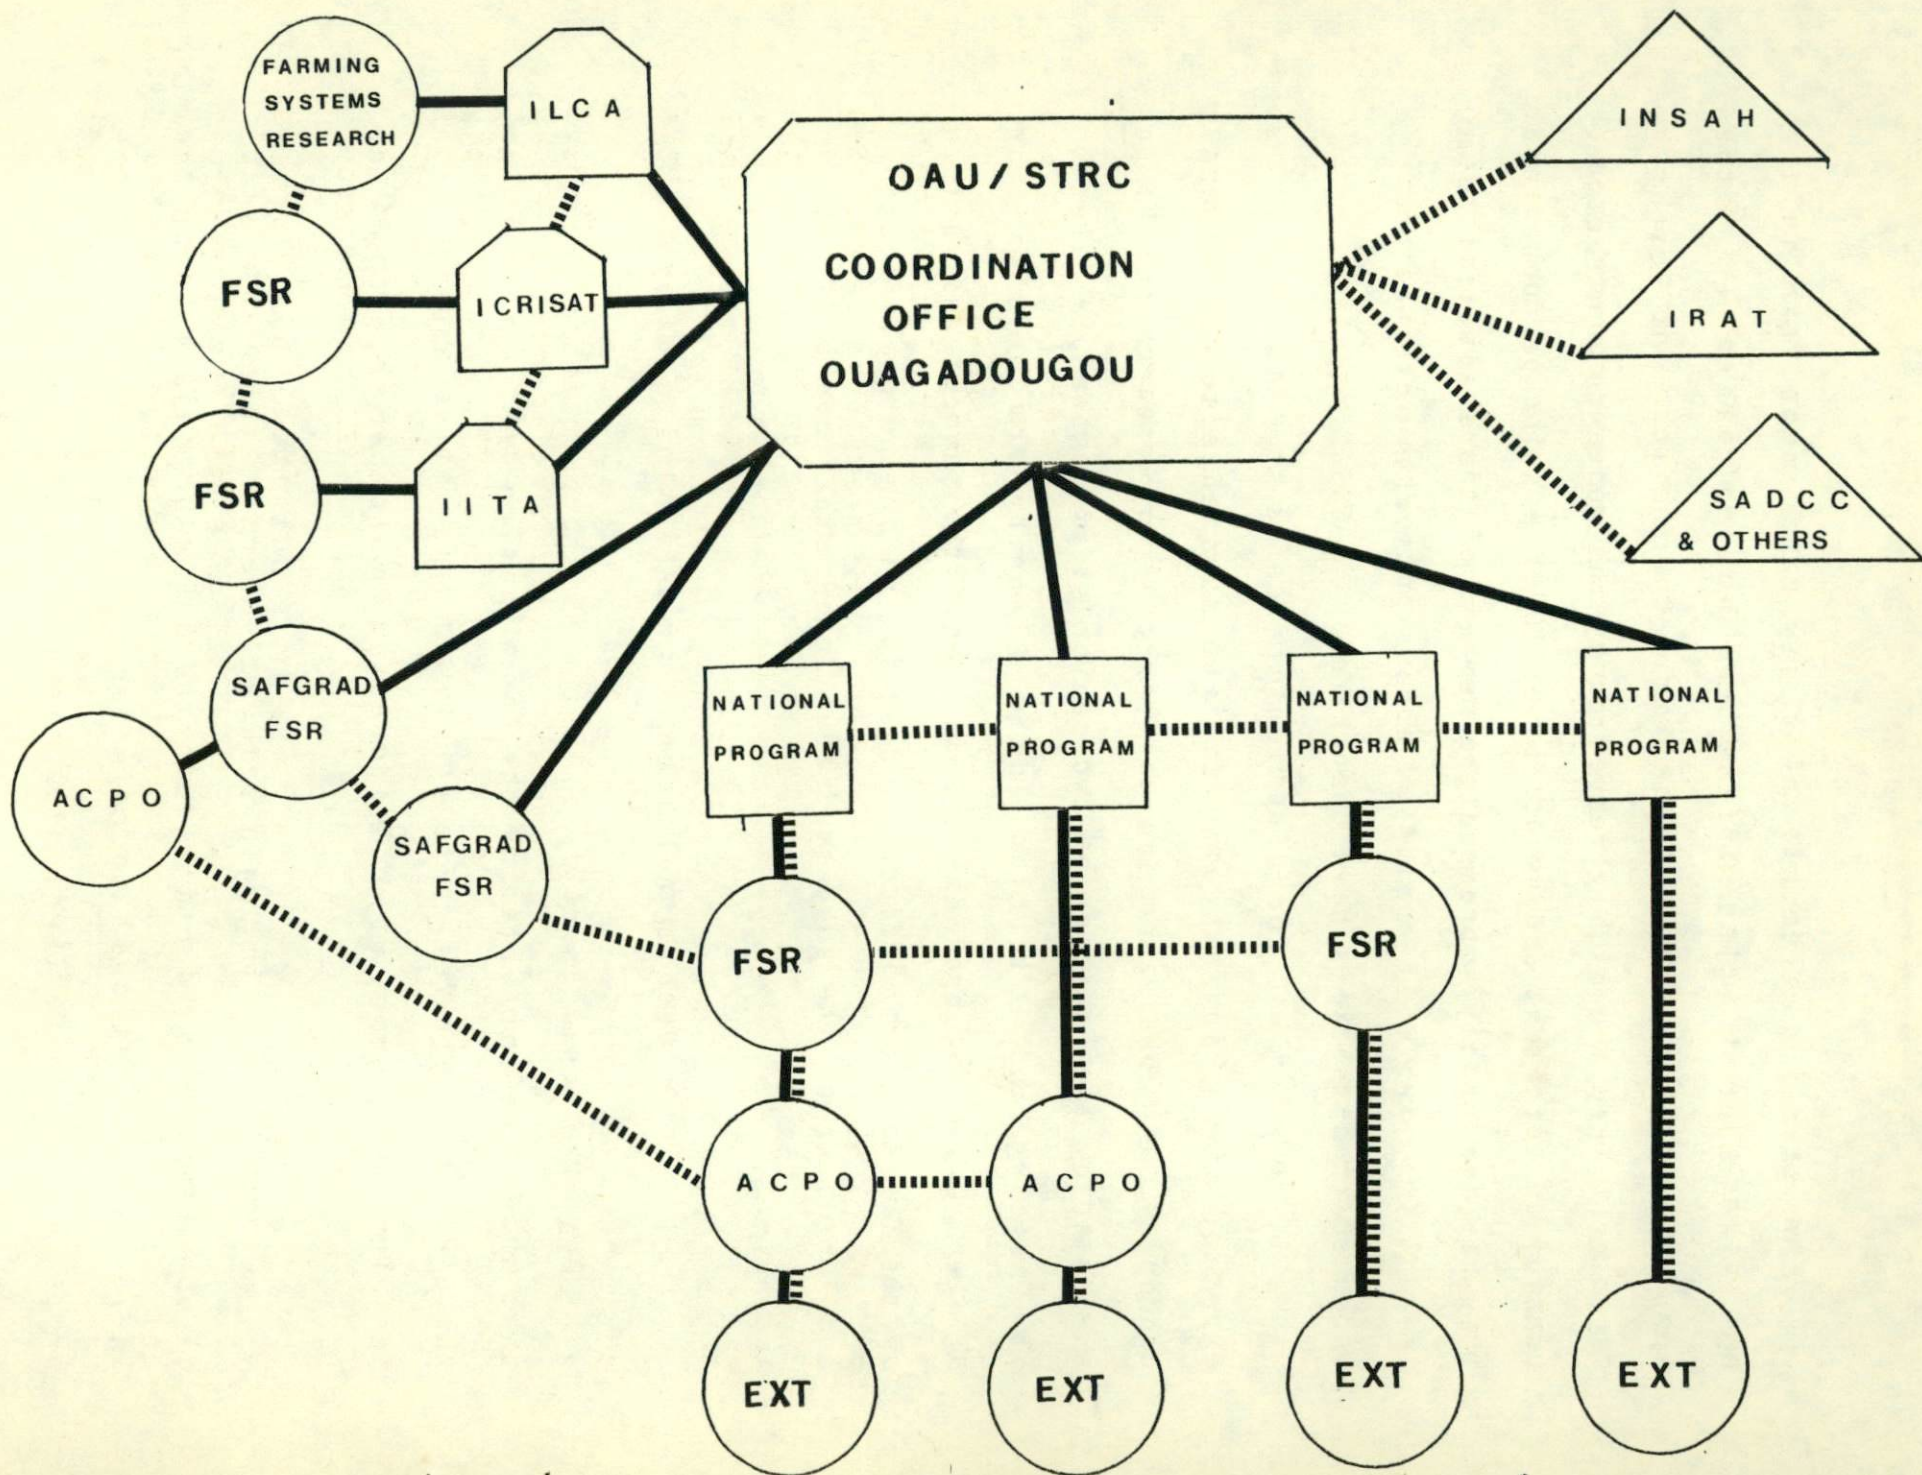 FARMING
SYSTEMS
RESEARCH
ILCA
OAU/STRC
COORDINATION
OFFICE
OUAGADOUGOU
INSAH
FSR
ICRISAT
IRAT
FSR
IITA
SADCC
& OTHERS
SAFGRAD
FSR
ACPO
SAFGRAD
FSR
NATIONAL
PROGRAM
NATIONAL
PROGRAM
NATIONAL
PROGRAM
NATIONAL
PROGRAM
FSR
FSR
ACPO
ACPO
EXT
EXT
EXT
EXT